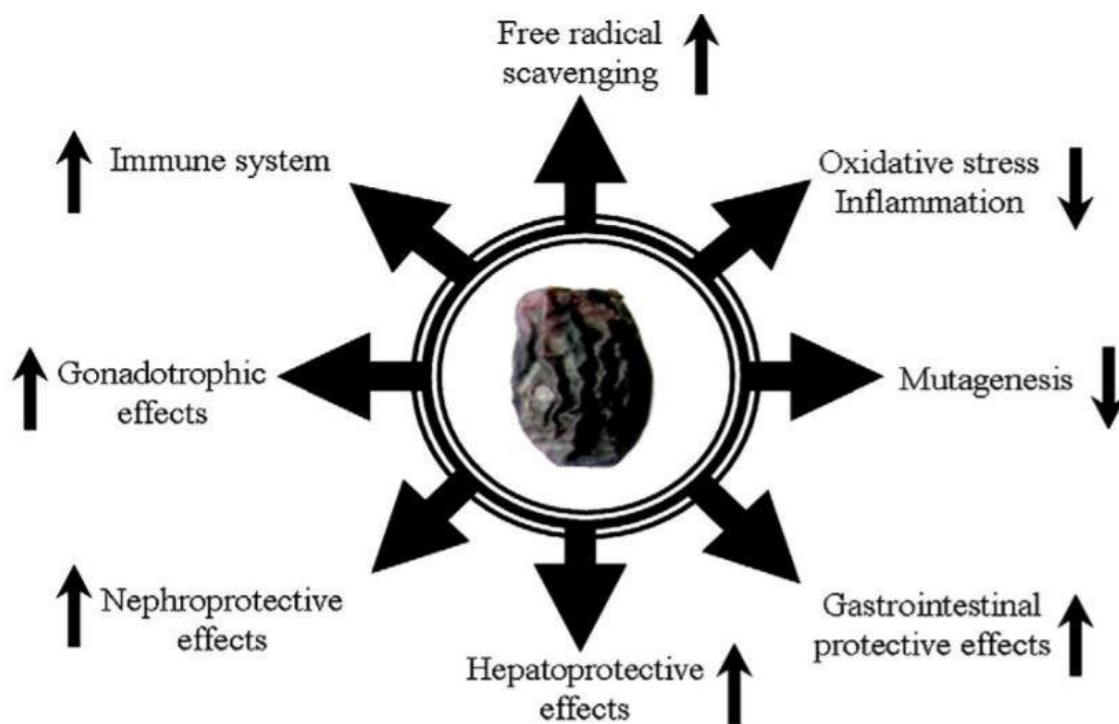 Free radical
scavenging
Immune system
Oxidative stress
Inflammation
Gonadotrophic
effects
Mutagenesis
Nephroprotective
effects
Gastrointestinal
protective effects
Hepatoprotective
effects